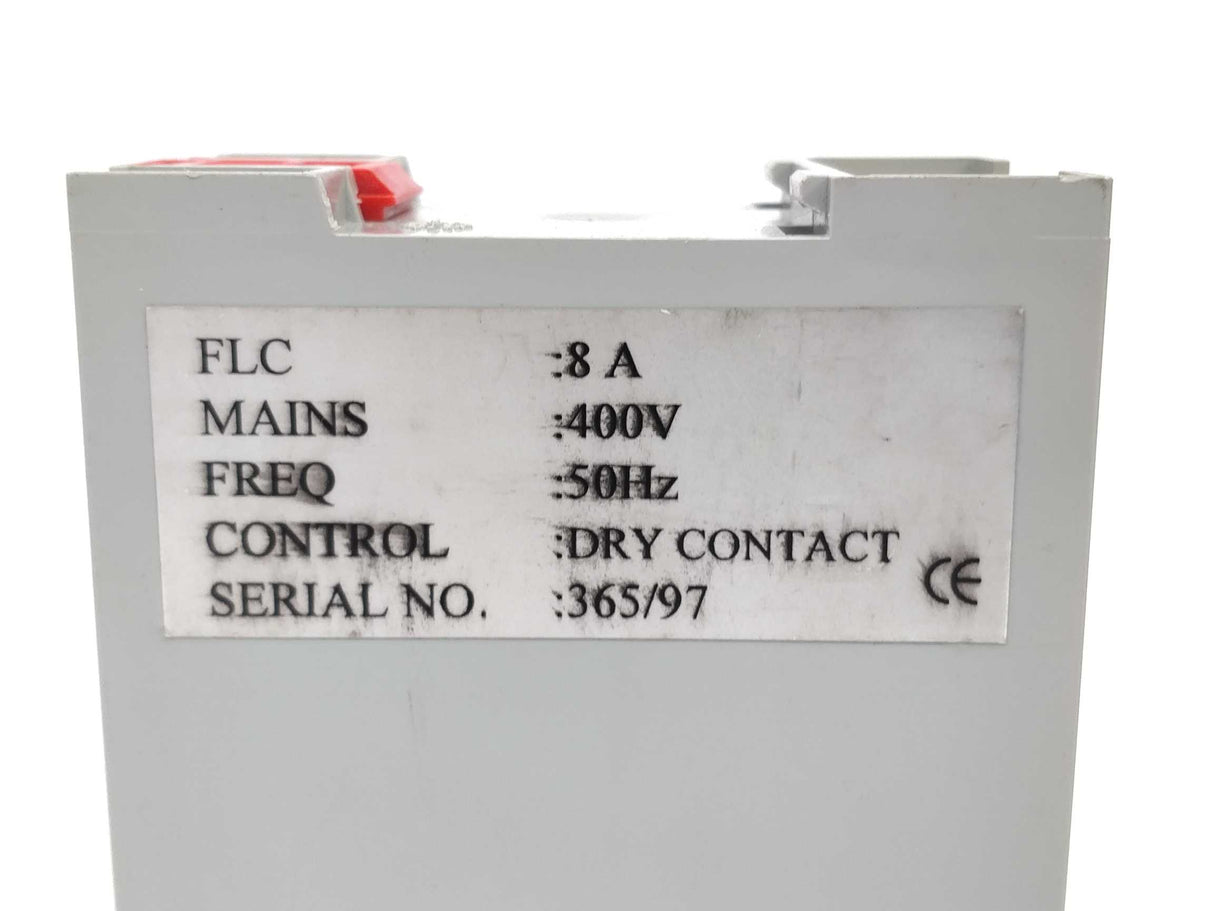 FLC :8 A
MAINS :400V
FREQ :50Hz
CONTROL :DRY CONTACT
SERIAL NO. :365/97
CE